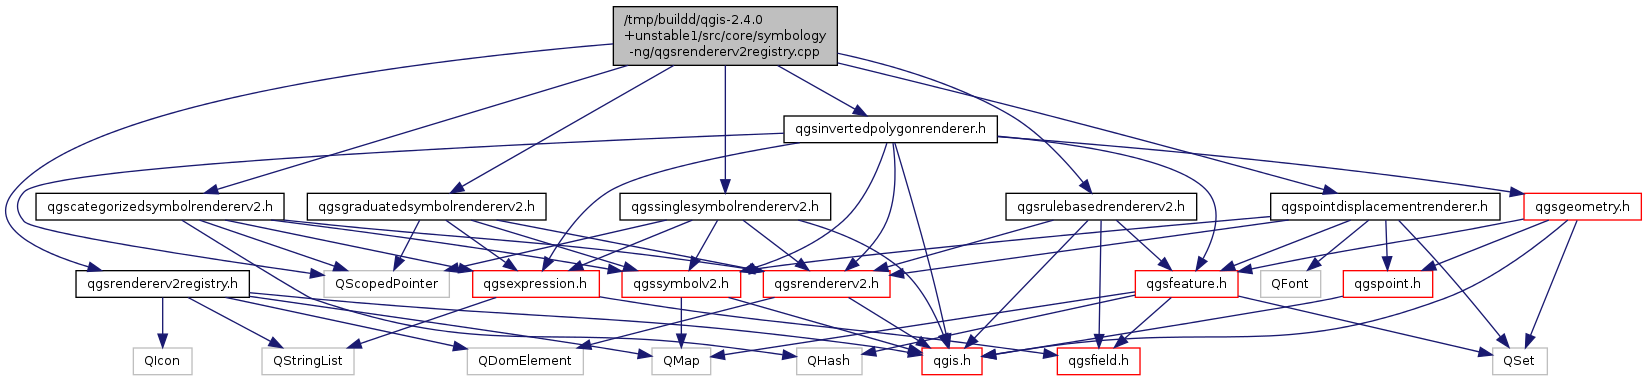 /tmp/buildd/qgis-2.4.0
+unstable1/src/core/symbology
-ng/qgsrendererv2registry.cpp
qgsinvertedpolygonrenderer.h
qgscategorizedsymbolrendererv2.h
qgsgraduatedsymbolrendererv2.h
qgssinglesymbolrendererv2.h
qgsrulebasedrendererv2.h
qgspointdisplacementrenderer.h
qgsgeometry.h
qgsrendererv2registry.h
QScopedPointer
qgsexpression.h
qgssymbolv2.h
qgsrendererv2.h
qgsfeature.h
QFont
qgspoint.h
QIcon
QStringList
QDomElement
QMap
QHash
qgis.h
qgsfield.h
QSet